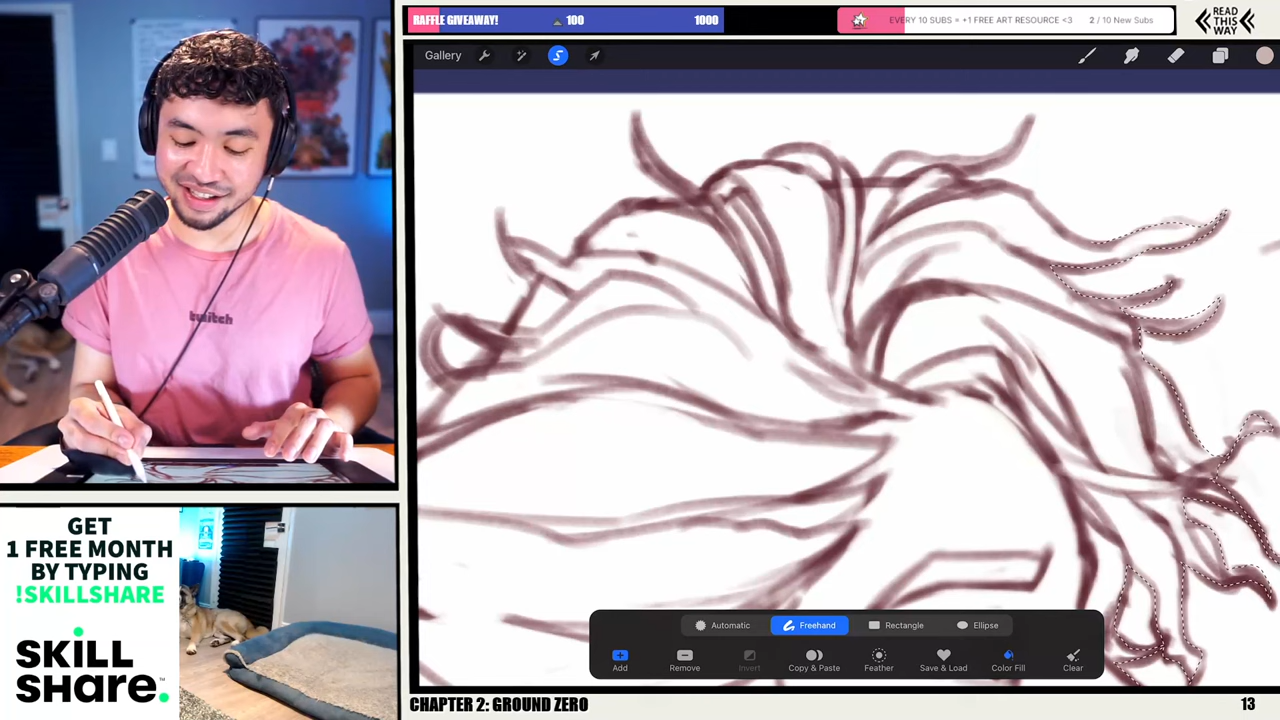 RAFFLE GIVEAWAY!
100
1000
EVERY 10 SUBS = +1 FREE ART RESOURCE <3
2 / 10 New Subs
READ
THIS
WAY
Gallery
S
twitch
GET
1 FREE MONTH
BY TYPING
!SKILLSHARE
SKiLL
SHare.
Automatic
Freehand
Rectangle
Ellipse
Add
Remove
Invert
Copy & Paste
Feather
Save & Load
Color Fill
Clear
CHAPTER 2: GROUND ZERO
13